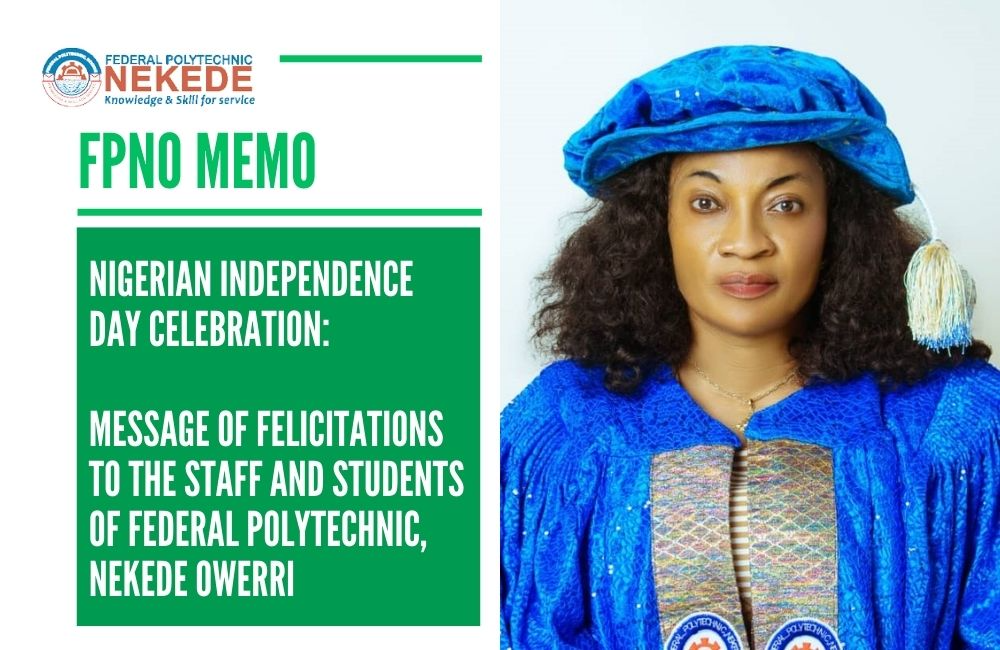 FEDERAL POLYTECHNIC
NEKEDE
Knowledge & Skill for service
FPNO MEMO
NIGERIAN INDEPENDENCE
DAY CELEBRATION:
MESSAGE OF FELICITATIONS
TO THE STAFF AND STUDENTS
OF FEDERAL POLYTECHNIC,
NEKEDE OWERRI